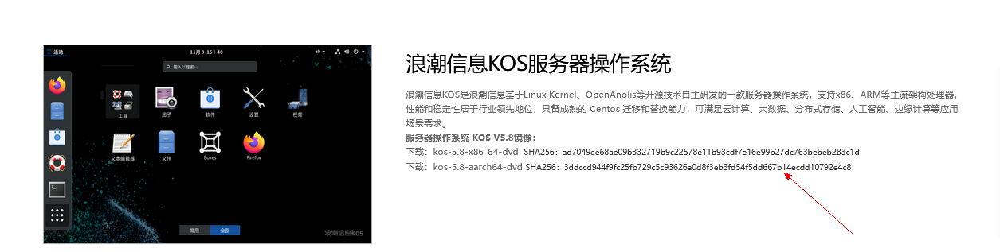 活动
11月 3 15：48
zh
输入以搜索…
工具
茄子
软件
设置
视频
文本编辑器
文件
Boxes
Firefox
常用
全部
浪潮信息kos
浪潮信息KOS服务器操作系统
浪潮信息KOS是浪潮信息基于Linux Kernel、OpenAnolis等开源技术自主研发的一款服务器操作系统，支持x86、ARM等主流架构处理器，
性能和稳定性居于行业领先地位，具备成熟的 Centos 迁移和替换能力，可满足云计算、大数据、分布式存储、人工智能、边缘计算等应用
场景需求。
服务器操作系统 KOS V5.8镜像：
下载：kos-5.8-x86_64-dvd SHA256：ad7049ee68ae09b332719b9c22578e11b93cdf7e16e99b27dc763bebeb283c1d
下载：kos-5.8-aarch64-dvd SHA256：3ddccd944f9fc25fb729c5c93626a0d8f3eb3fd54f5dd667b14ecdd10792e4c8